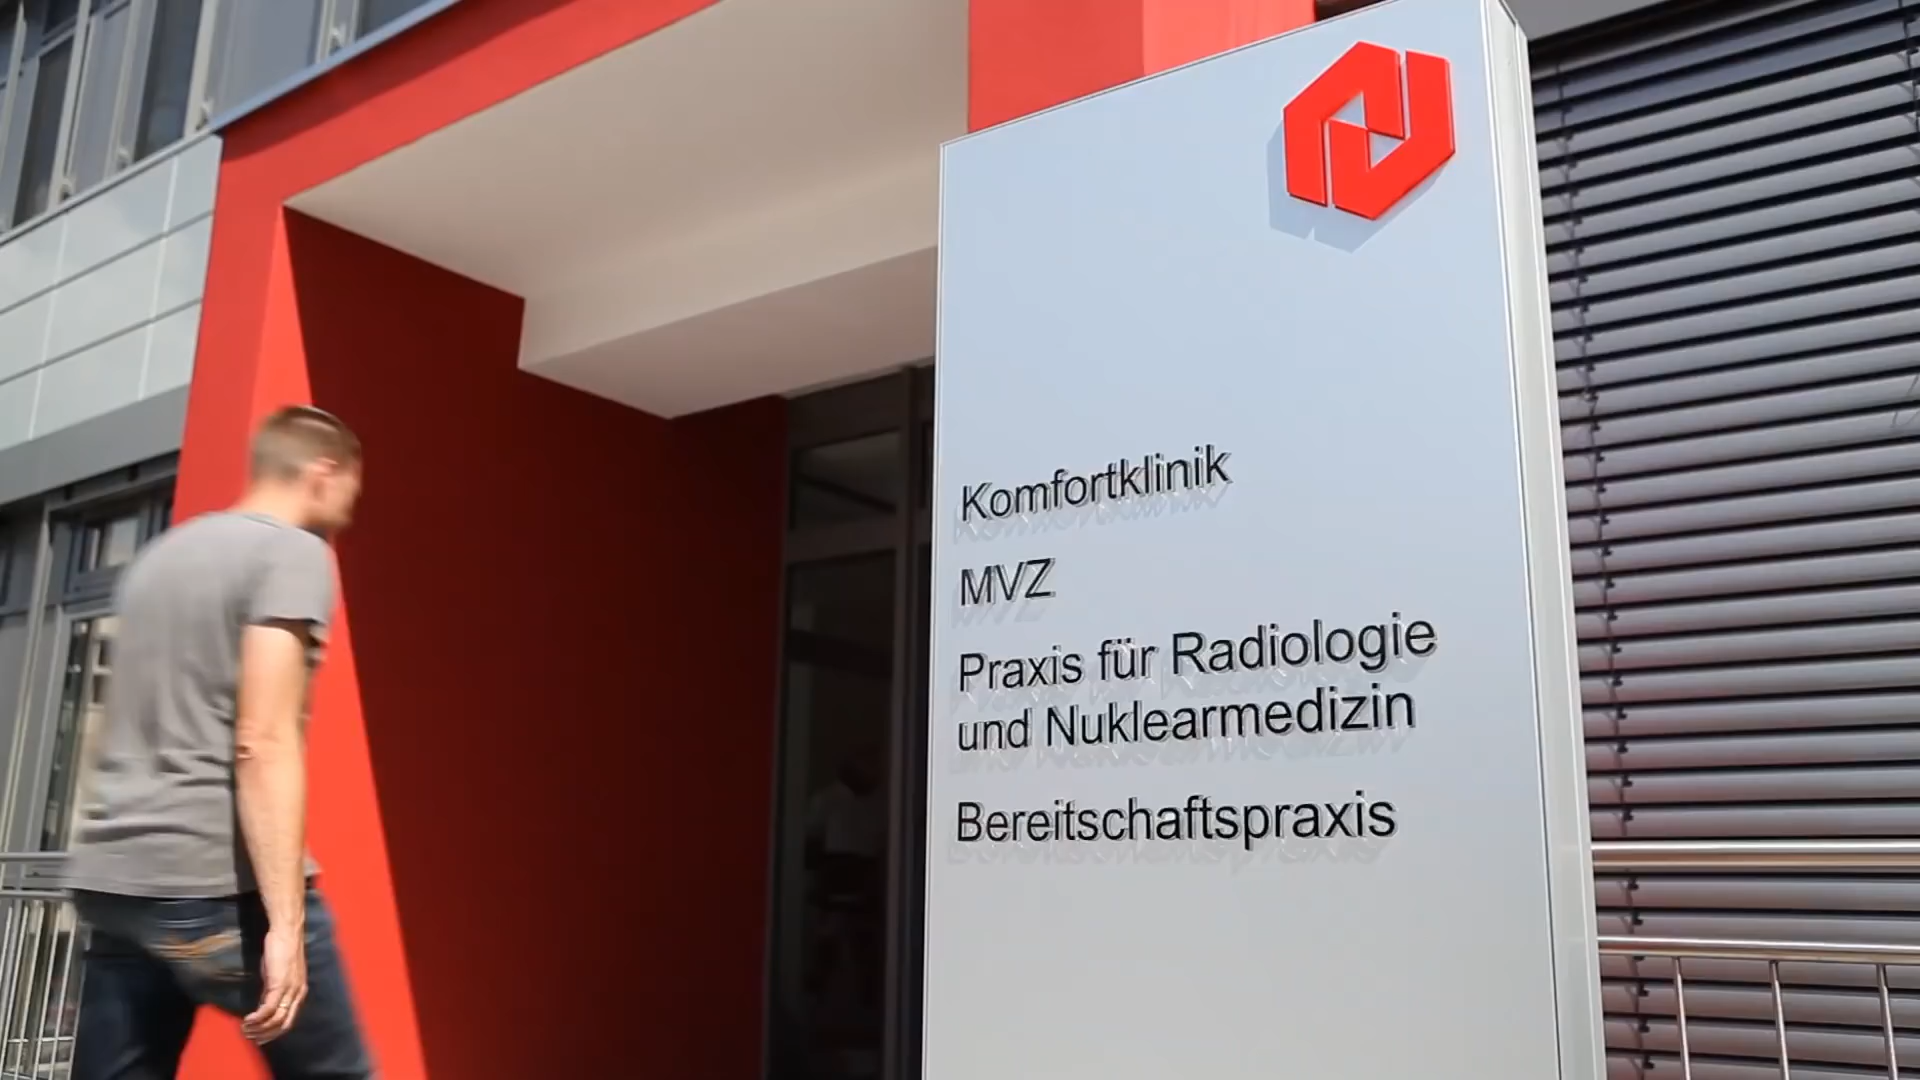 Komfortklinik
MVZ
Praxis für Radiologie
und Nuklearmedizin
Bereitschaftspraxis